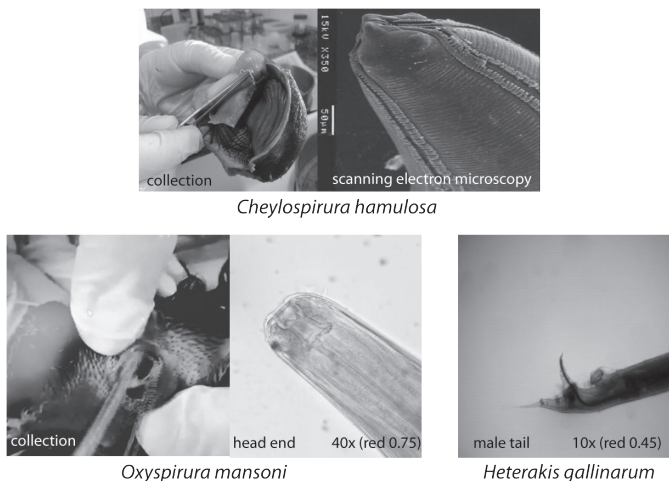 15kV X350
50µm
collection
scanning electron microscopy
Cheylospirura hamulosa
collection
head end 40x (red 0.75)
male tail 10x (red 0.45)
Oxyspirura mansoni
Heterakis gallinarum